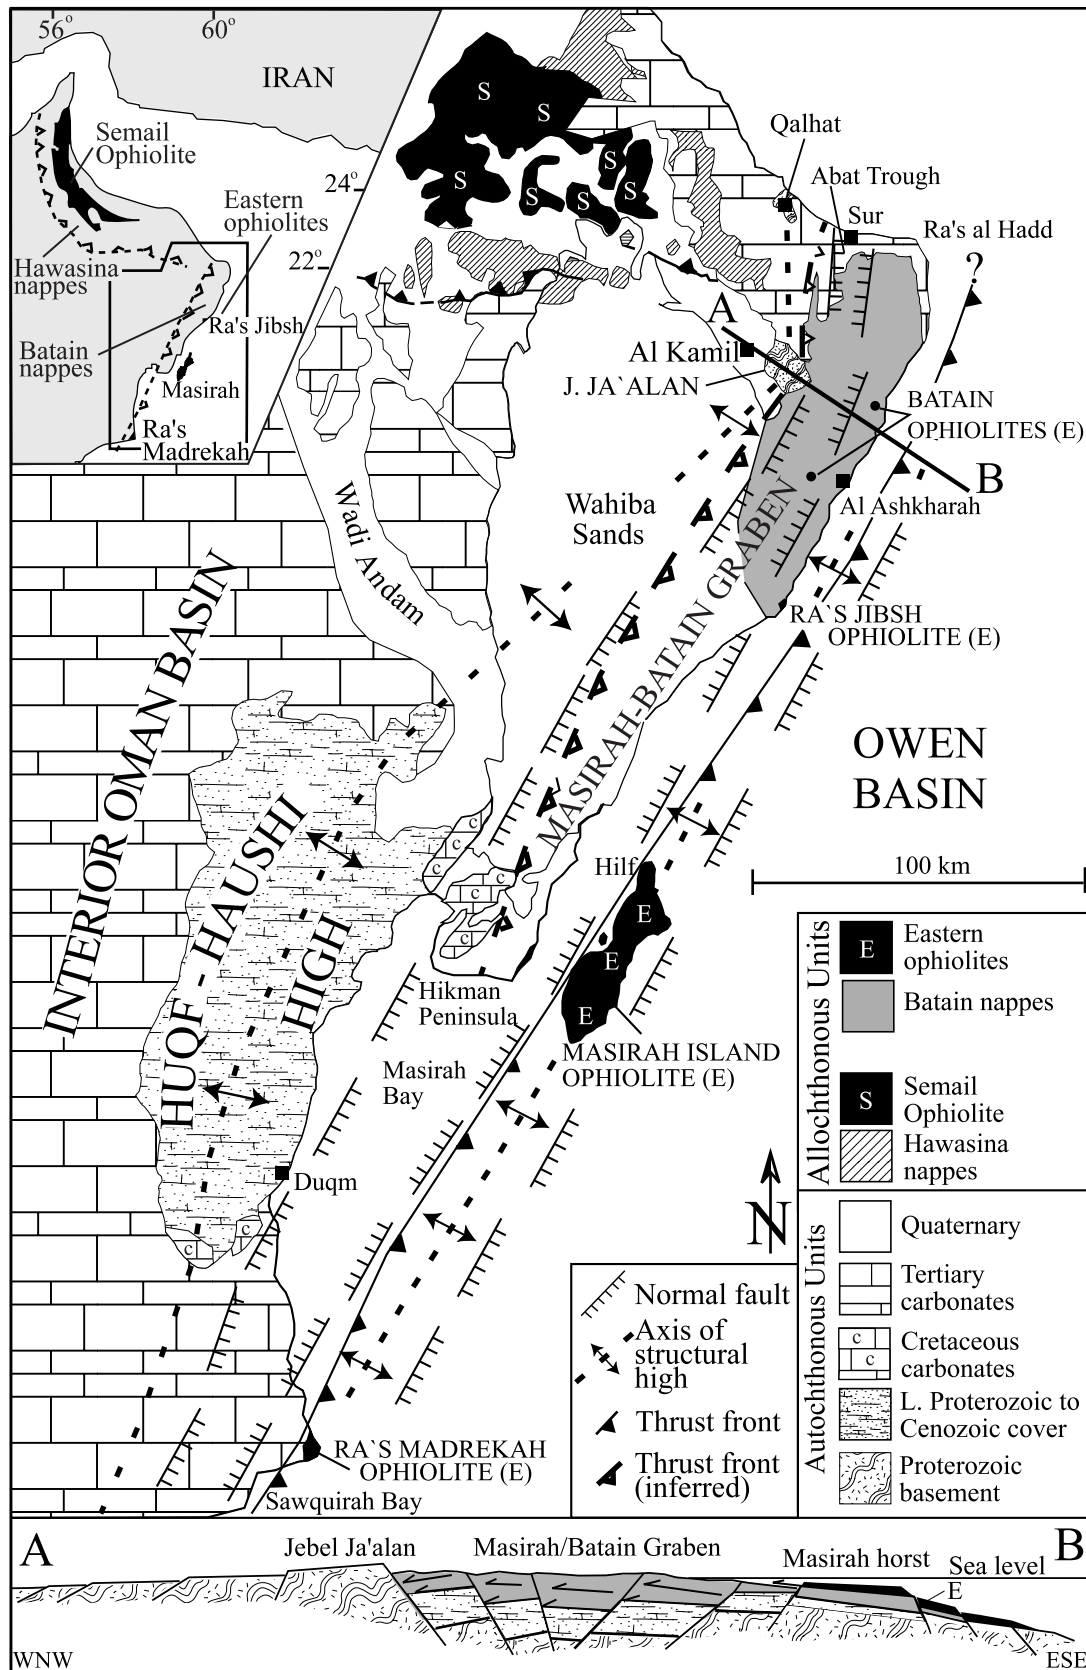 56°
60°
IRAN
Semail
Ophiolite
24°
Eastern
ophiolites
22°
Hawasina
nappes
Ra's Jibsh
Batain
nappes
Masirah
Ra's
Madrekah
S
S
S
S
S
S
S
Qalhat
Abat Trough
Sur
Ra's al Hadd
?
A
Al Kamil
J. JA`ALAN
BATAIN
OPHIOLITES (E)
B
Al Ashkharah
Wahiba
Sands
Wadi Andam
MASIRAH-BATAIN GRABEN
RA`S JIBSH
OPHIOLITE (E)
INTERIOR OMAN BASIN
OWEN
BASIN
HUQF - HAUSHI
HIGH
c
c
c
c
c
c
c
Hilf
E
E
E
100 km
Hikman
Peninsula
Masirah
Bay
MASIRAH ISLAND
OPHIOLITE (E)
Duqm
N
RA`S MADREKAH
OPHIOLITE (E)
Sawquirah Bay
Allochthonous Units
E
Eastern
ophiolites
Batain nappes
S
Semail
Ophiolite
Hawasina
nappes
Autochthonous Units
Quaternary
Tertiary
carbonates
c
c
Cretaceous
carbonates
L. Proterozoic to
Cenozoic cover
Proterozoic
basement
Normal fault
Axis of
structural
high
Thrust front
Thrust front
(inferred)
A
Jebel Ja'alan
Masirah/Batain Graben
Masirah horst
Sea level
E
B
WNW
ESE